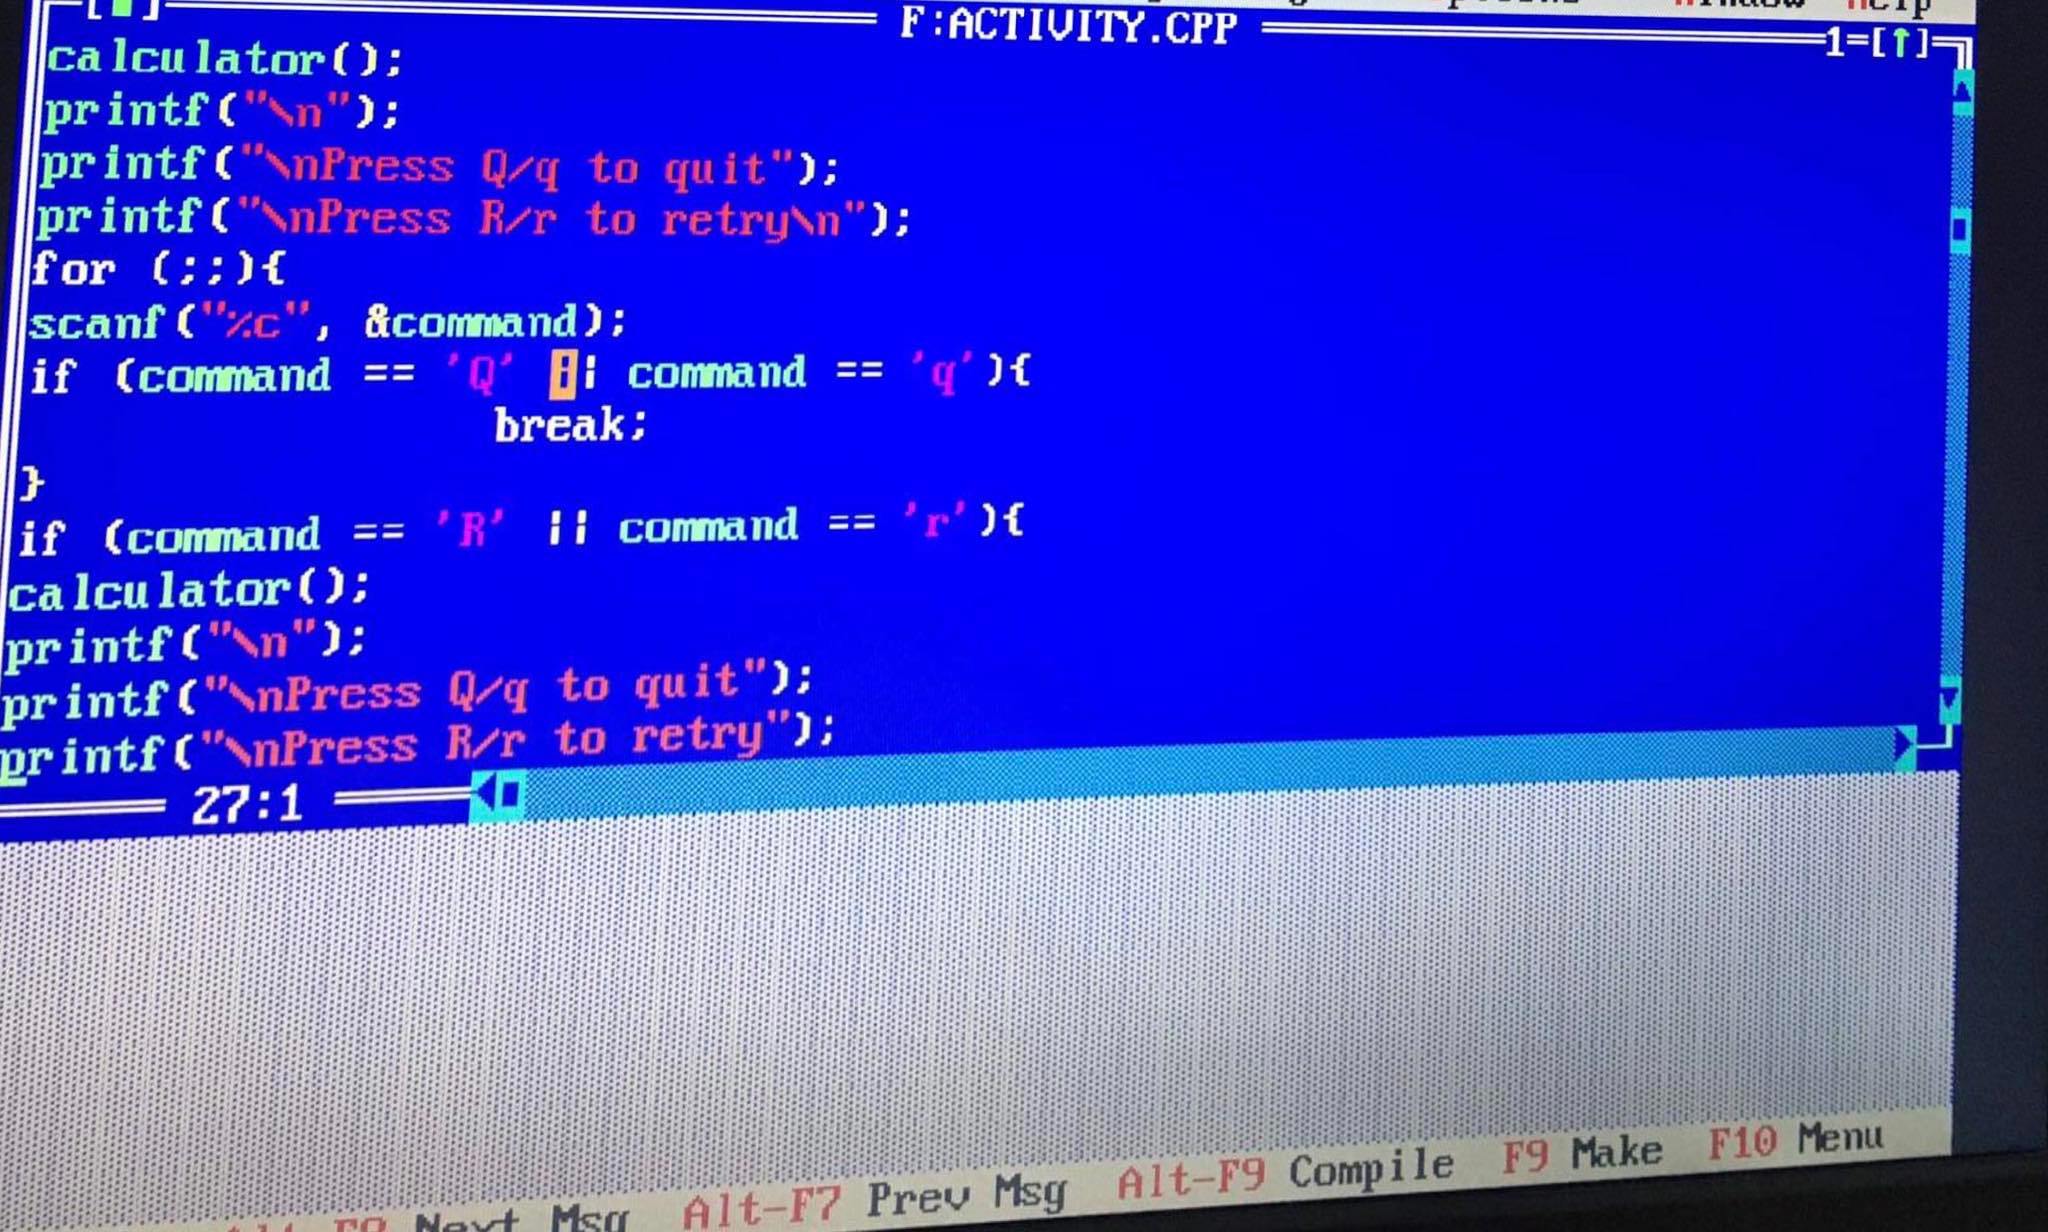 Window Help
F:ACTIVITY.CPP
1=[↑]
calculator();
printf("\n");
printf("\nPress Q/q to quit");
printf("\nPress R/r to retry\n");
for (;;){
scanf("%c", &command);
if (command == 'Q' || command == 'q'){
break;
}
if (command == 'R' || command == 'r'){
calculator();
printf("\n");
printf("\nPress Q/q to quit");
printf("\nPress R/r to retry");
27:1
Next Msg Alt-F7 Prev Msg Alt-F9 Compile F9 Make F10 Menu